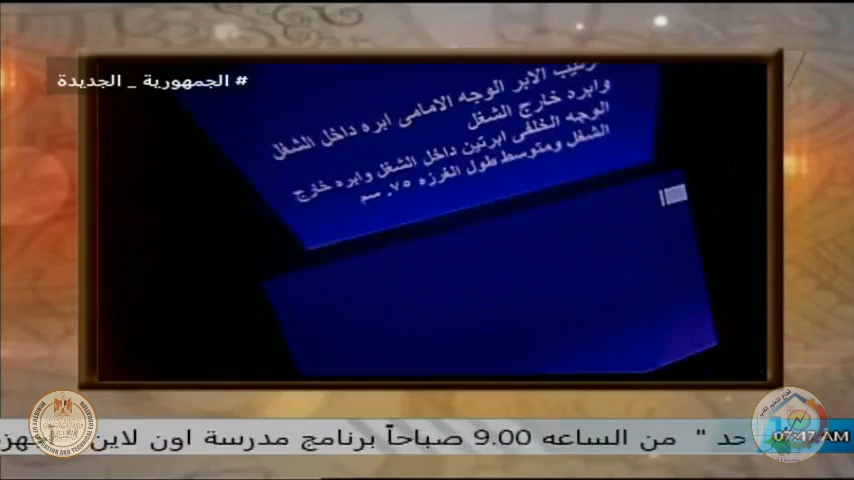 # الجمهورية _ الجديدة
الابر الوجه الامامى ابره داخل الشغل
وابره خارج الشغل
الوجه الخلفى ابرتين داخل الشغل وابره خارج
الشغل ومتوسط طول الغرزه ٧٥, سم
حد " من الساعه 9.00 صباحاً برنامج مدرسة اون لاين
07:47 AM